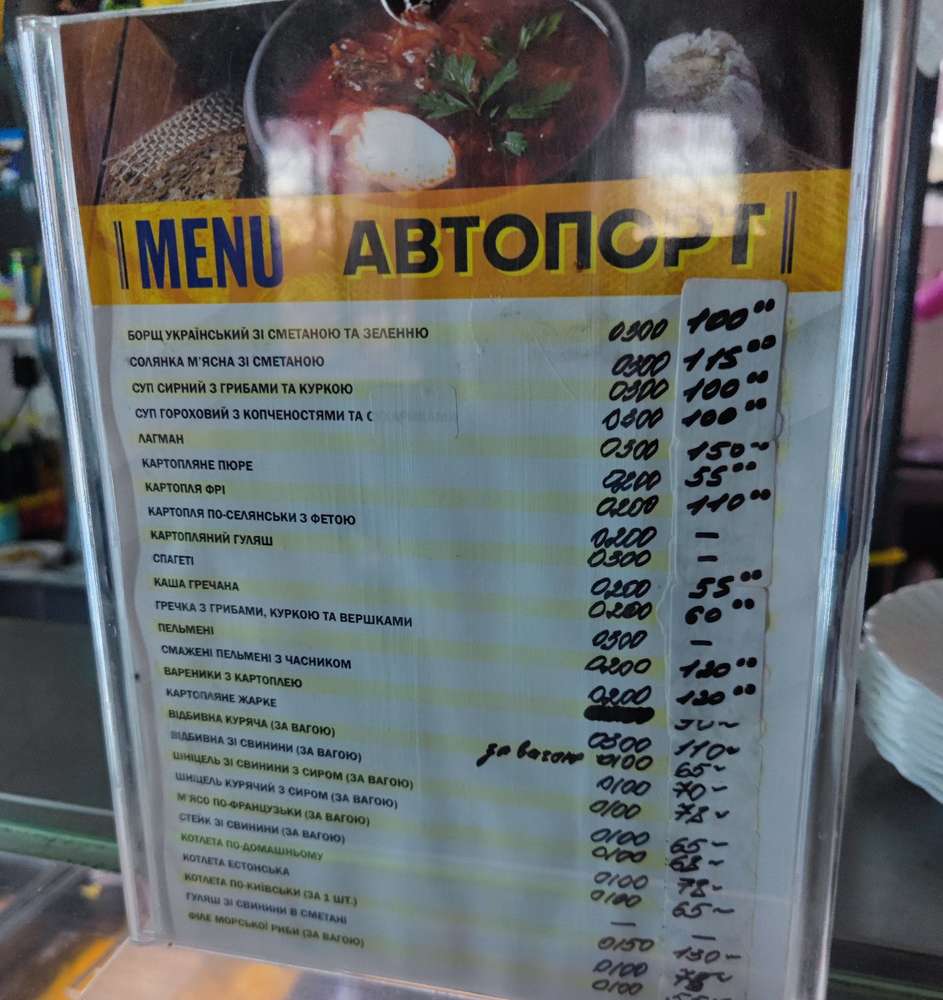 MENU АВТОПОРТ
БОРЩ УКРАЇНСЬКИЙ ЗІ СМЕТАНОЮ ТА ЗЕЛЕННЮ 0300 100⁰⁰
СОЛЯНКА М'ЯСНА ЗІ СМЕТАНОЮ 0300 115⁰⁰
СУП СИРНИЙ З ГРИБАМИ ТА КУРКОЮ 0300 100⁰⁰
СУП ГОРОХОВИЙ З КОПЧЕНОСТЯМИ ТА 0300 100⁰⁰
ЛАГМАН 0300 150~
КАРТОПЛЯНЕ ПЮРЕ 0200 55⁰⁰
КАРТОПЛЯ ФРІ 0200 110⁰⁰
КАРТОПЛЯ ПО-СЕЛЯНСЬКИ З ФЕТОЮ 0200 —
КАРТОПЛЯНИЙ ГУЛЯШ 0300 —
СПАГЕТІ 0200 55⁰⁰
КАША ГРЕЧАНА 0200 60⁰⁰
ГРЕЧКА З ГРИБАМИ, КУРКОЮ ТА ВЕРШКАМИ 0300 —
ПЕЛЬМЕНІ 0200 120⁰⁰
СМАЖЕНІ ПЕЛЬМЕНІ З ЧАСНИКОМ 0200 120⁰⁰
ВАРЕНИКИ З КАРТОПЛЕЮ
КАРТОПЛЯНЕ ЖАРКЕ 0300 110~
ВІДБИВНА КУРЯЧА (ЗА ВАГОЮ) за вагою 0100 65~
ВІДБИВНА ЗІ СВИНИНИ (ЗА ВАГОЮ) 0100 70~
ШНІЦЕЛЬ ЗІ СВИНИНИ З СИРОМ (ЗА ВАГОЮ) 0100 78~
ШНІЦЕЛЬ КУРЯЧИЙ З СИРОМ (ЗА ВАГОЮ) 0100 65~
М'ЯСО ПО-ФРАНЦУЗЬКИ (ЗА ВАГОЮ) 0100 68~
СТЕЙК ЗІ СВИНИНИ (ЗА ВАГОЮ) 0100 78~
КОТЛЕТА ПО-ДОМАШНЬОМУ 0100 65~
КОТЛЕТА ЕСТОНСЬКА — —
КОТЛЕТА ПО-КИЇВСЬКИ (ЗА 1 ШТ.) 0150 130~
ГУЛЯШ ЗІ СВИНИНИ В СМЕТАНІ 0100 78~
ФІЛЕ МОРСЬКОЇ РИБИ (ЗА ВАГОЮ) 0100